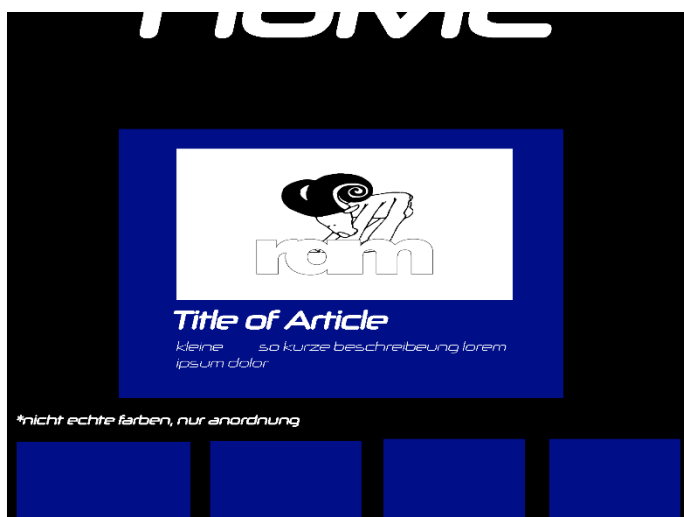 HOME
ram
Title of Article
kleine so kurze beschreibeung lorem
ipsum dolor
*nicht echte farben, nur anordnung